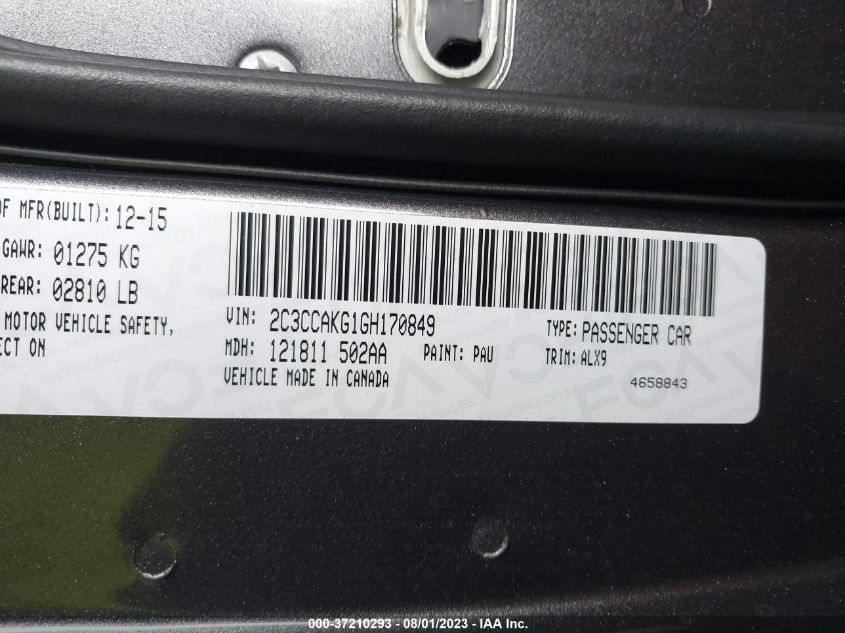 OF MFR(BUILT): 12-15
GAWR: 01275 KG
REAR: 02810 LB
MOTOR VEHICLE SAFETY,
ECT ON
VIN: 2C3CCAKG1GH170849
TYPE: PASSENGER CAR
MDH: 121811 502AA PAINT: PAU TRIM: ALX9
VEHICLE MADE IN CANADA
4658843
000-37210293 - 08/01/2023 - IAA Inc.